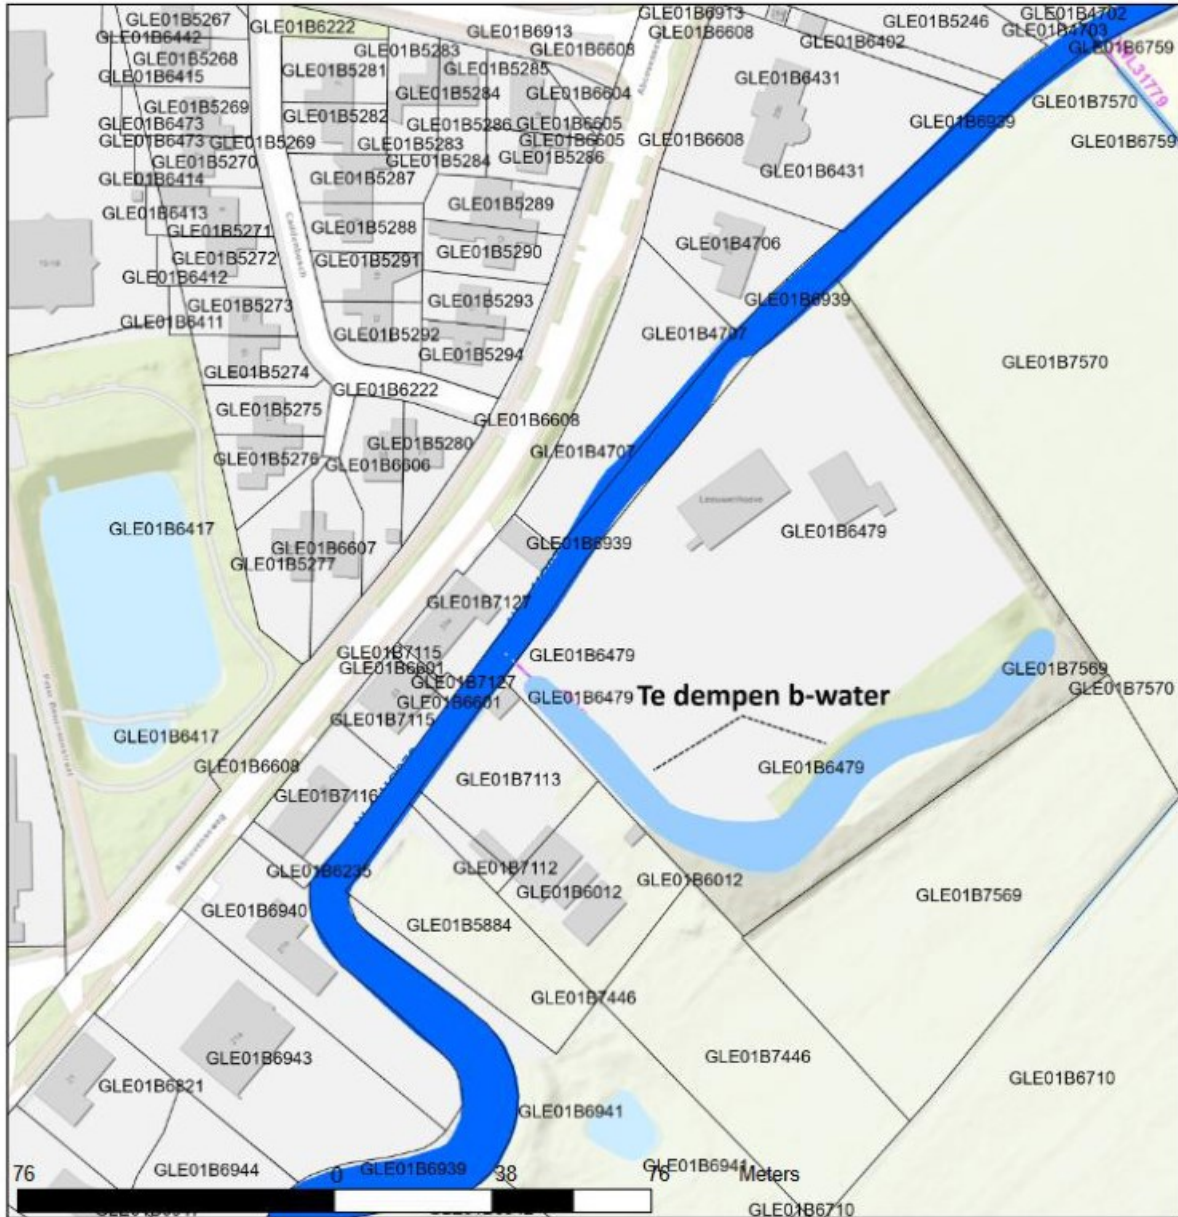 GLE01B5267
GLE01B6222
GLE01B6913
GLE01B6913
GLE01B6608
GLE01B5246
GLE01B4702
GLE01B4703
GLE01B6442
GLE01B5268
GLE01B5283
GLE01B6608
GLE01B6402
GLE01B6759
GLE01B6415
GLE01B5281
GLE01B5285
GLE01B6431
GLE01B5284
GLE01B6604
GLE01B7570
GLE01B5269
GLE01B5282
GLE01B6473
GLE01B5286
GLE01B6605
GLE01B6939
GLE01B6473
GLE01B5269
GLE01B5283
GLE01B6605
GLE01B6608
GLE01B6759
GLE01B5270
GLE01B5284
GLE01B5286
GLE01B6414
GLE01B5287
GLE01B6431
GLE01B6413
GLE01B5289
GLE01B5271
GLE01B5288
Cantrenbosch
GLE01B5272
GLE01B5291
GLE01B5290
GLE01B4706
GLE01B6412
GLE01B5273
GLE01B5293
GLE01B6939
GLE01B6411
GLE01B5292
GLE01B4707
GLE01B5294
GLE01B7570
GLE01B5274
GLE01B6222
GLE01B5275
GLE01B6608
GLE01B5280
GLE01B4707
GLE01B5276
GLE01B6606
Leeuwenhoeve
GLE01B6417
GLE01B6479
GLE01B6607
GLE01B6939
GLE01B5277
GLE01B7127
GLE01B7115
GLE01B6479
GLE01B6601
GLE01B7127
GLE01B7569
GLE01B7570
GLE01B6601
GLE01B6479
Te dempen b-water
GLE01B7115
GLE01B6417
GLE01B6608
GLE01B7113
GLE01B6479
GLE01B7116
Abcovenseweg
GLE01B6235
GLE01B7112
GLE01B6012
GLE01B6012
GLE01B7569
GLE01B6940
GLE01B5884
GLE01B7446
GLE01B6943
GLE01B7446
GLE01B6821
GLE01B6710
GLE01B6941
GLE01B6944
GLE01B6939
GLE01B6941
76
0
38
76
Meters
GLE01B6710